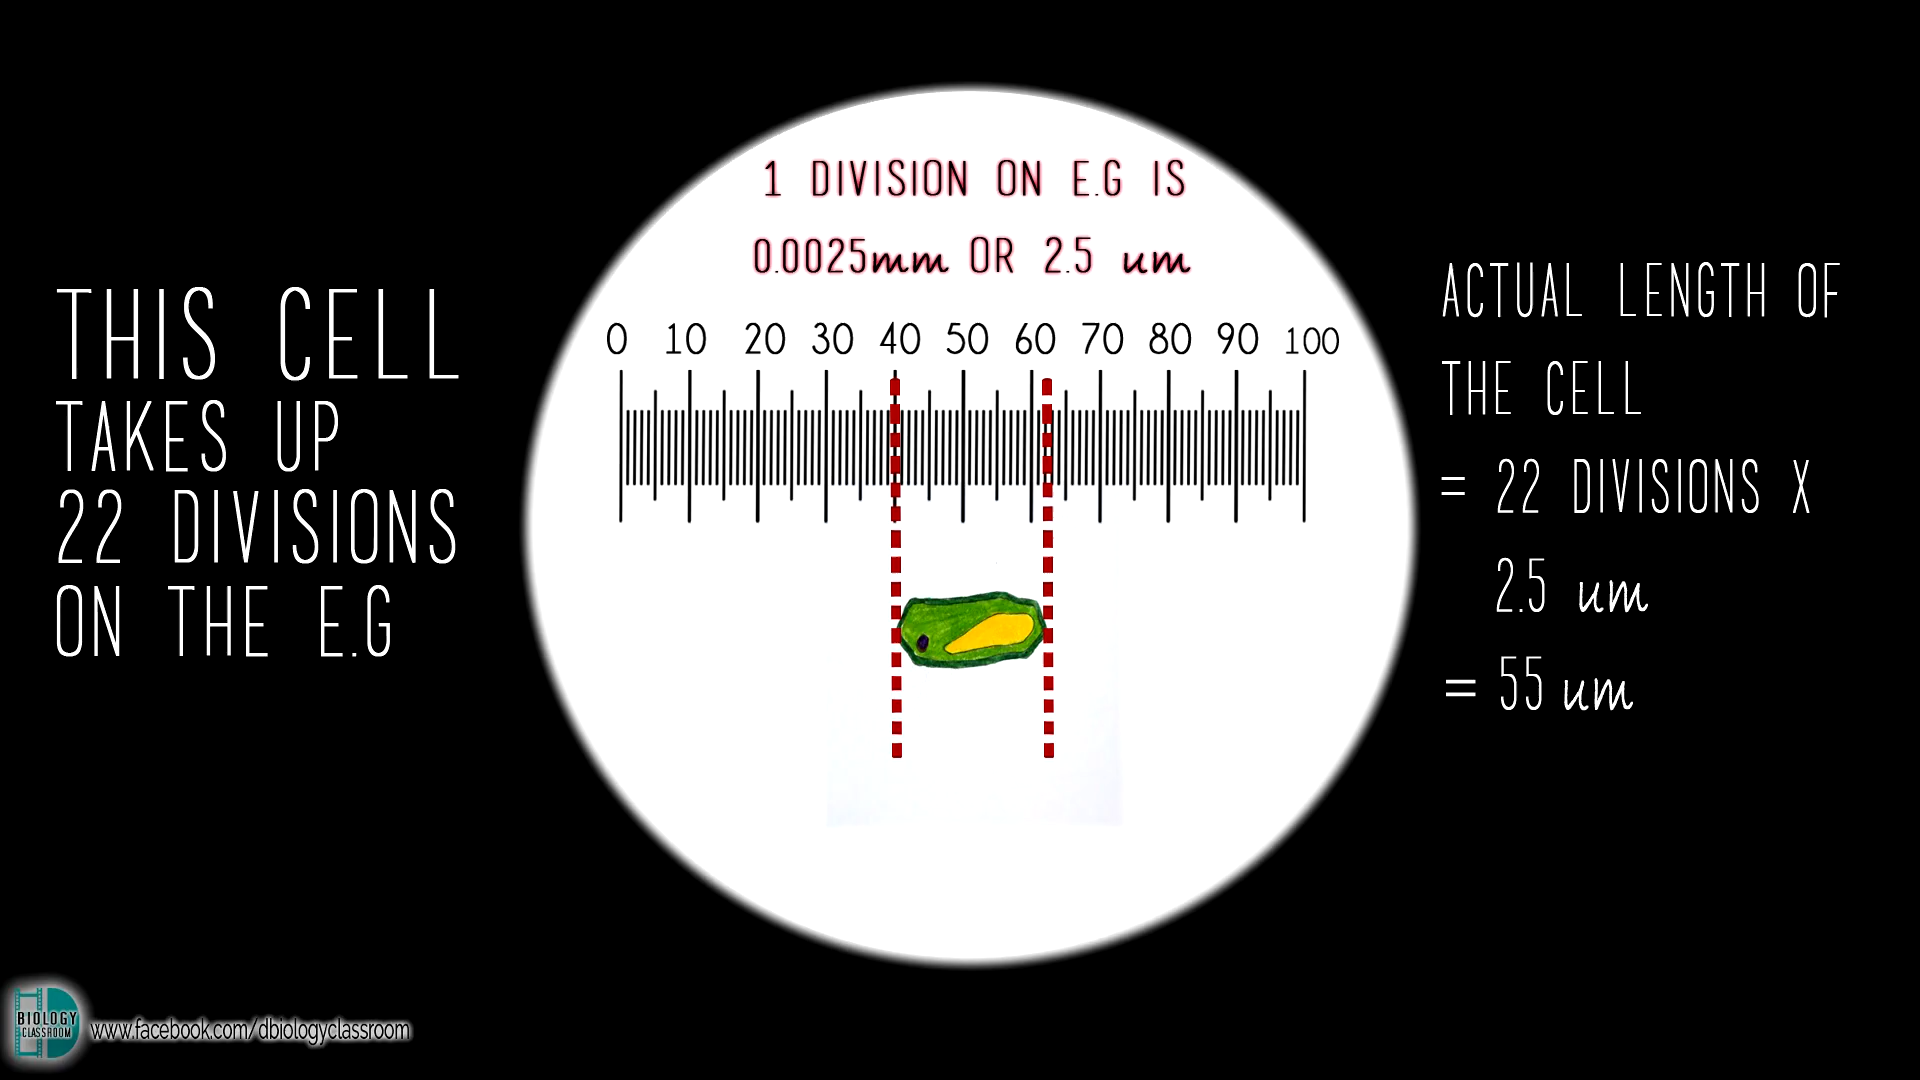 1 DIVISION ON E.G IS
0.0025mm OR 2.5 um
0 10 20 30 40 50 60 70 80 90 100
THIS CELL
TAKES UP
22 DIVISIONS
ON THE E.G
ACTUAL LENGTH OF
THE CELL
= 22 DIVISIONS X
2.5 um
= 55 um
BIOLOGY
CLASSROOM
www.facebook.com/dbiologyclassroom